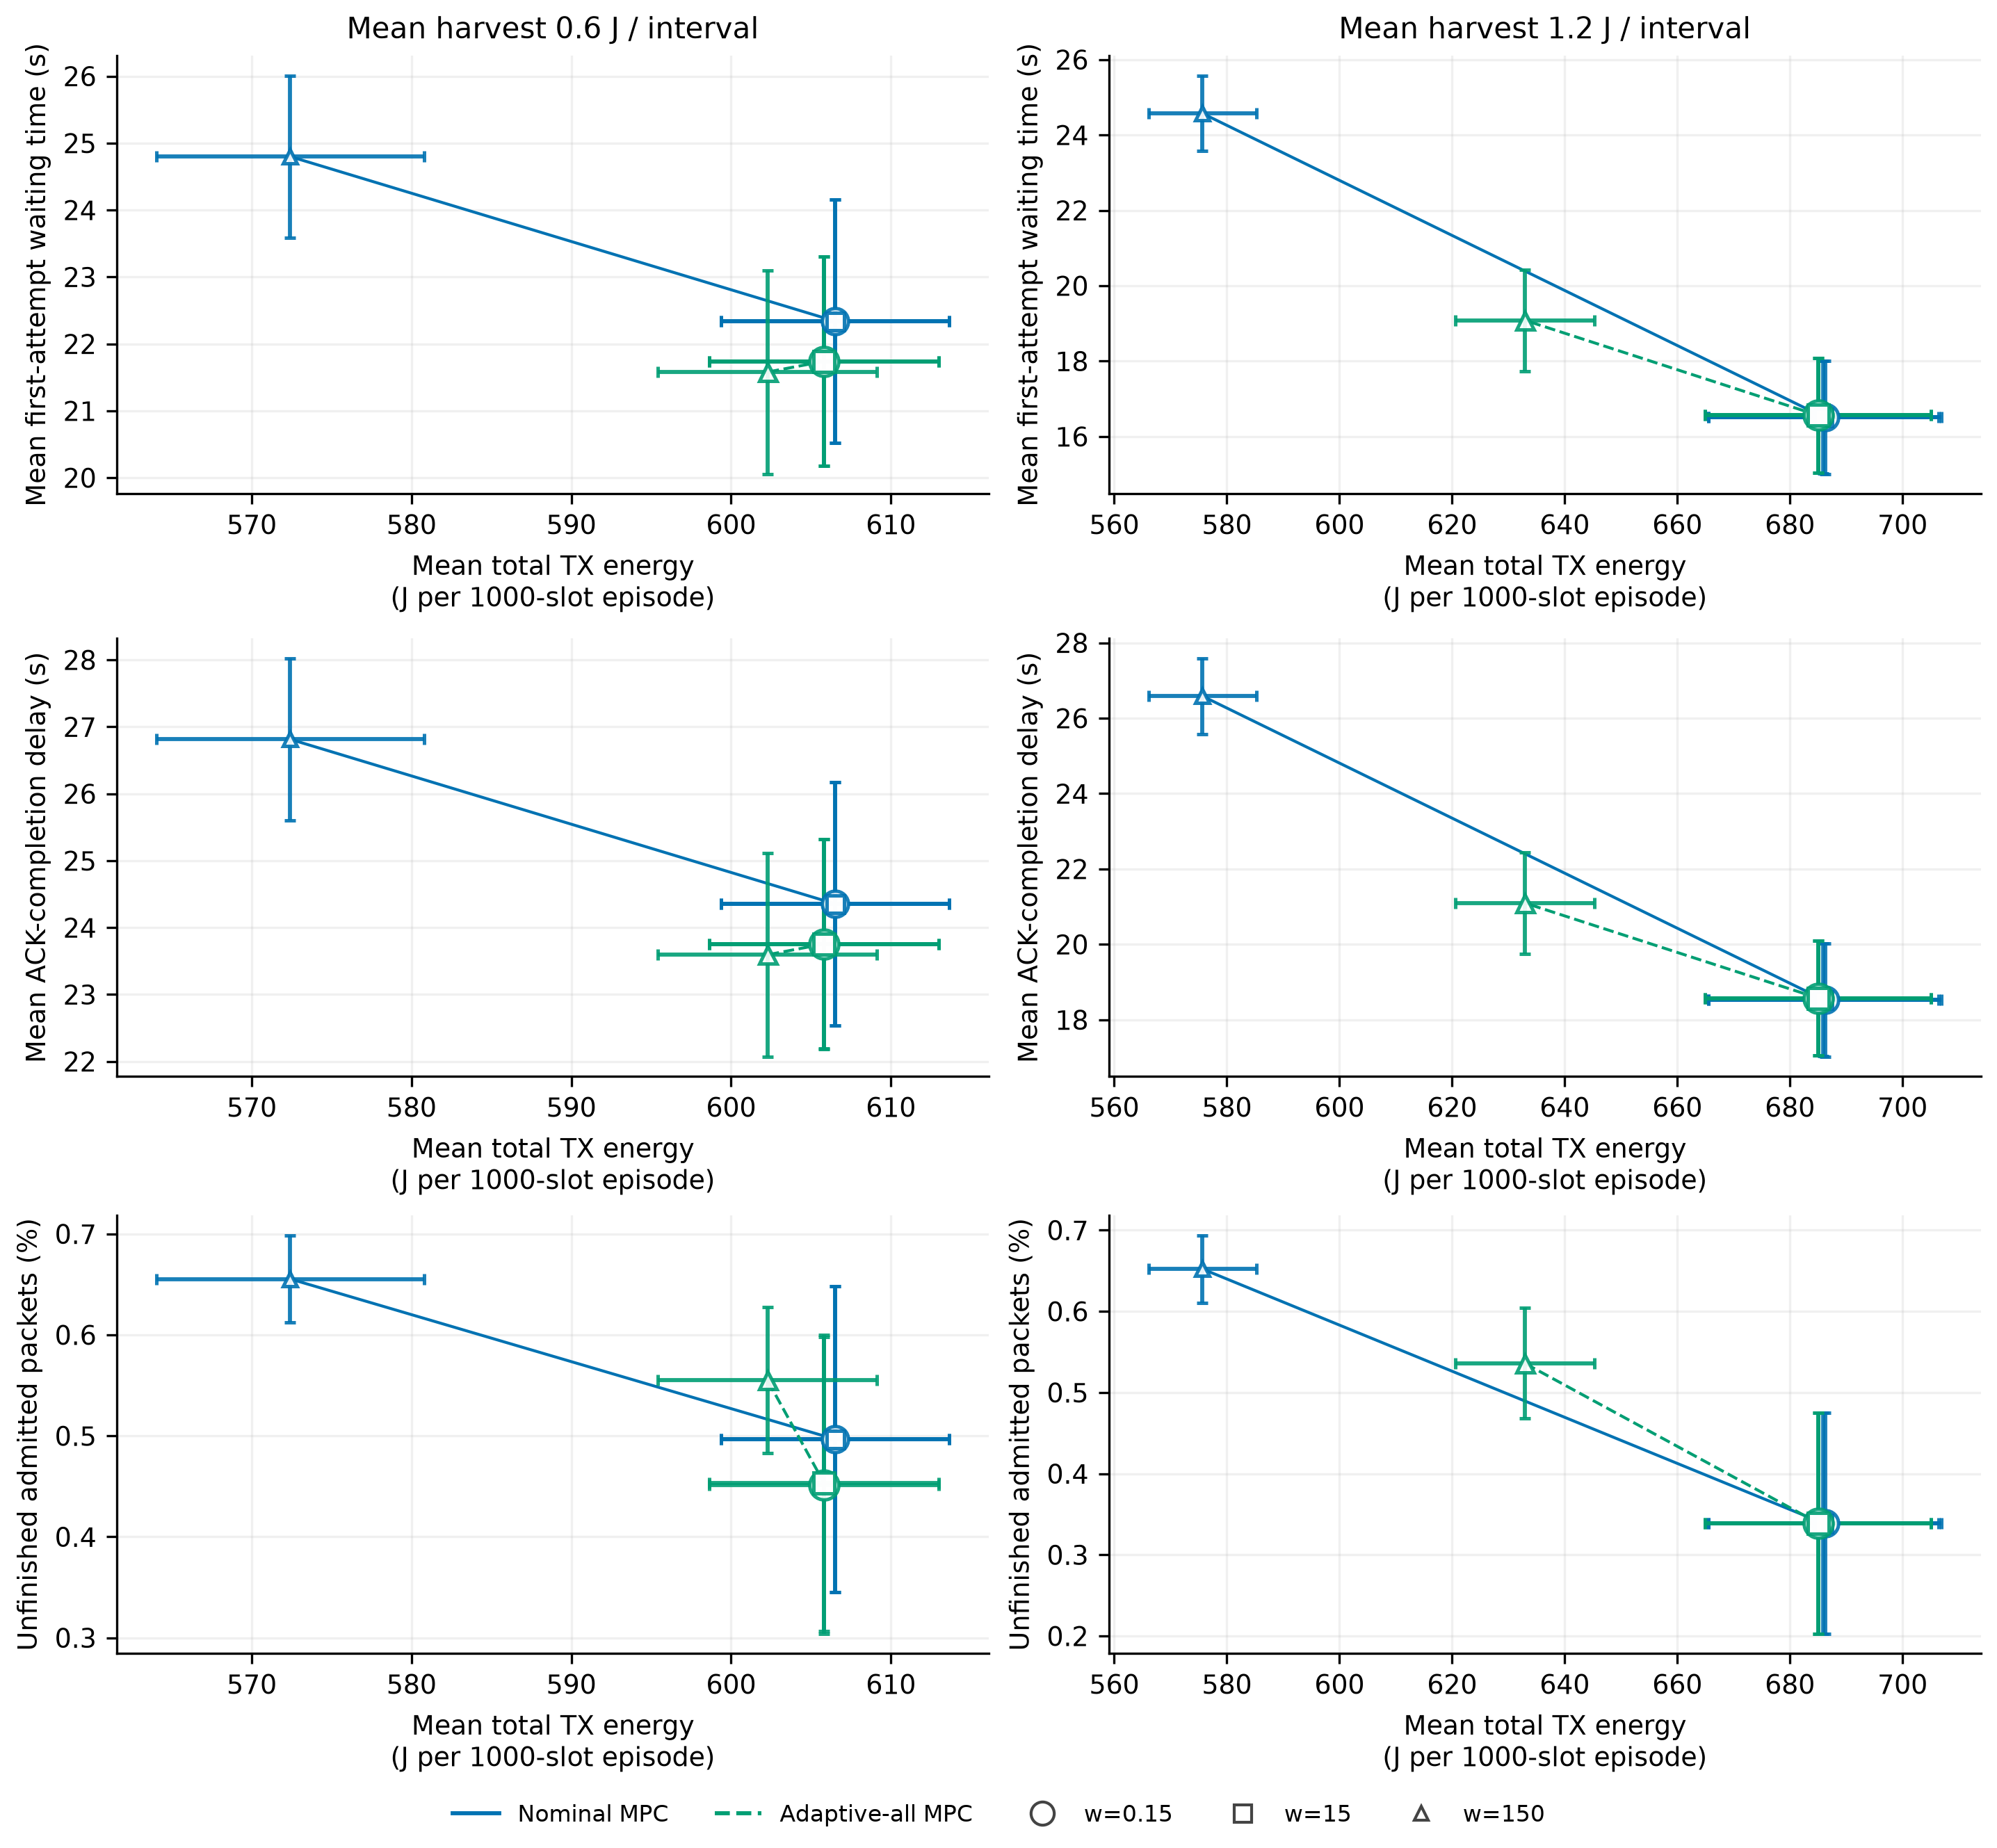 Mean harvest 0.6 J / interval
Mean first-attempt waiting time (s)
26
25
24
23
22
21
20
570 580 590 600 610
Mean total TX energy
(J per 1000-slot episode)
Mean harvest 1.2 J / interval
Mean first-attempt waiting time (s)
26
24
22
20
18
16
560 580 600 620 640 660 680 700
Mean total TX energy
(J per 1000-slot episode)
Mean ACK-completion delay (s)
28
27
26
25
24
23
22
570 580 590 600 610
Mean total TX energy
(J per 1000-slot episode)
Mean ACK-completion delay (s)
28
26
24
22
20
18
560 580 600 620 640 660 680 700
Mean total TX energy
(J per 1000-slot episode)
Unfinished admitted packets (%)
0.7
0.6
0.5
0.4
0.3
570 580 590 600 610
Mean total TX energy
(J per 1000-slot episode)
Unfinished admitted packets (%)
0.7
0.6
0.5
0.4
0.3
0.2
560 580 600 620 640 660 680 700
Mean total TX energy
(J per 1000-slot episode)
Nominal MPC Adaptive-all MPC w=0.15 w=15 w=150